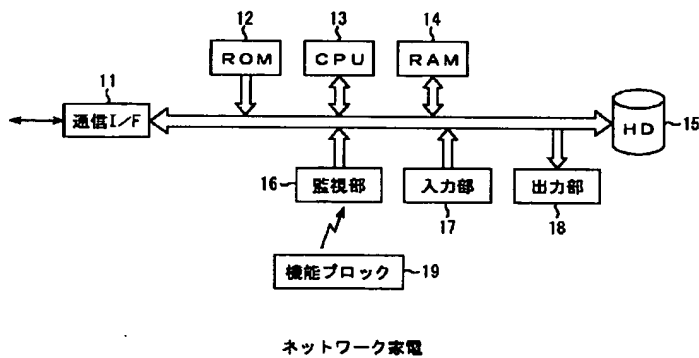 12
13
14
ROM
CPU
RAM
11
通信I/F
HD
15
16
監視部
入力部
出力部
17
18
機能ブロック
19
ネットワーク家電